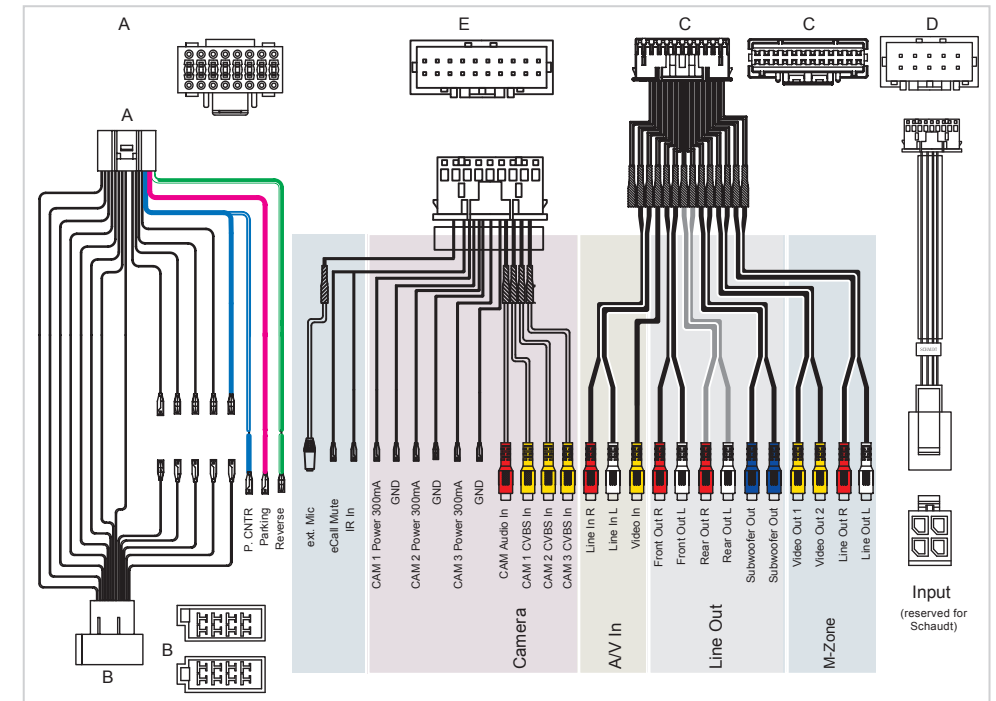 A
E
C
C
D
A
P. CNTR
Parking
Reverse
ext. Mic
eCall Mute
IR In
CAM 1 Power 300mA
GND
CAM 2 Power 300mA
GND
CAM 3 Power 300mA
GND
CAM Audio In
CAM 1 CVBS In
CAM 2 CVBS In
CAM 3 CVBS In
Line In R
Line In L
Video In
Front Out R
Front Out L
Rear Out R
Rear Out L
Subwoofer Out
Subwoofer Out
Video Out 1
Video Out 2
Line Out R
Line Out L
Camera
A/V In
Line Out
M-Zone
Input
(reserved for
Schaudt)
B
B